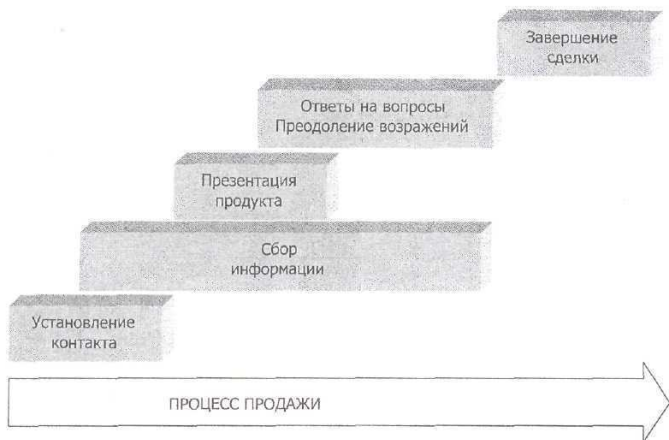 Завершение
сделки
Ответы на вопросы
Преодоление возражений
Презентация
продукта
Сбор
информации
Установление
контакта
ПРОЦЕСС ПРОДАЖИ